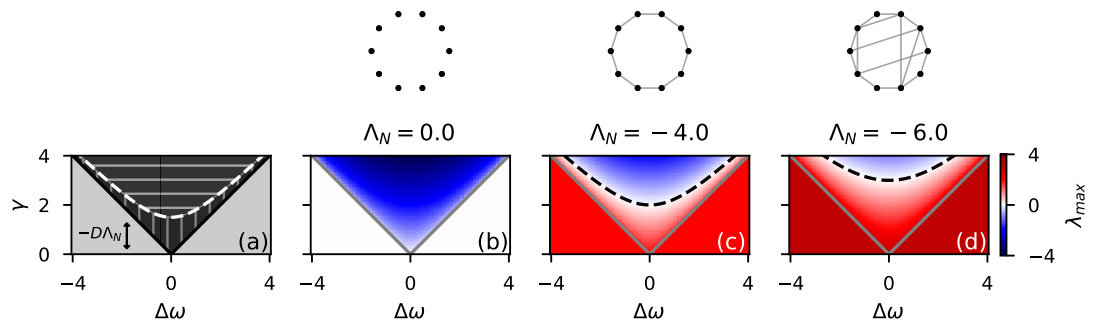 Λ_N = 0.0
Λ_N = −4.0
Λ_N = −6.0
γ
4
2
0
−DΛ_N
(a)
(b)
(c)
(d)
4
0
−4
λ_max
−4 0 4
−4 0 4
−4 0 4
−4 0 4
Δω
Δω
Δω
Δω